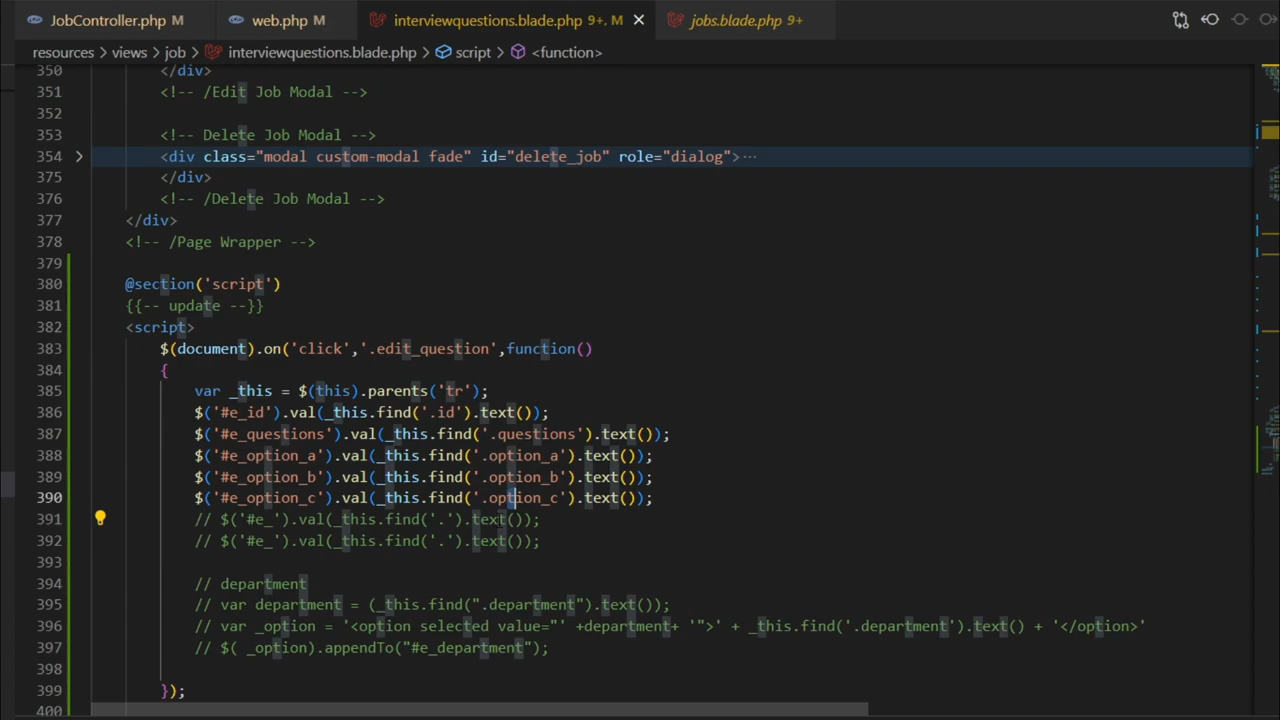 JobController.php M web.php M interviewquestions.blade.php 9+, M jobs.blade.php 9+
resources > views > job > interviewquestions.blade.php > script > <function>
350 </div>
351 <!-- /Edit Job Modal -->
352
353 <!-- Delete Job Modal -->
354 <div class="modal custom-modal fade" id="delete_job" role="dialog">...
375 </div>
376 <!-- /Delete Job Modal -->
377 </div>
378 <!-- /Page Wrapper -->
379
380 @section('script')
381 {{-- update --}}
382 <script>
383 $(document).on('click','.edit_question',function()
384 {
385 var _this = $(this).parents('tr');
386 $('#e_id').val(_this.find('.id').text());
387 $('#e_questions').val(_this.find('.questions').text());
388 $('#e_option_a').val(_this.find('.option_a').text());
389 $('#e_option_b').val(_this.find('.option_b').text());
390 $('#e_option_c').val(_this.find('.option_c').text());
391 // $('#e_').val(_this.find('.').text());
392 // $('#e_').val(_this.find('.').text());
393
394 // department
395 // var department = (_this.find(".department").text());
396 // var _option = '<option selected value="' +department+ '">' + _this.find('.department').text() + '</option>'
397 // $( _option).appendTo("#e_department");
398
399 });
400